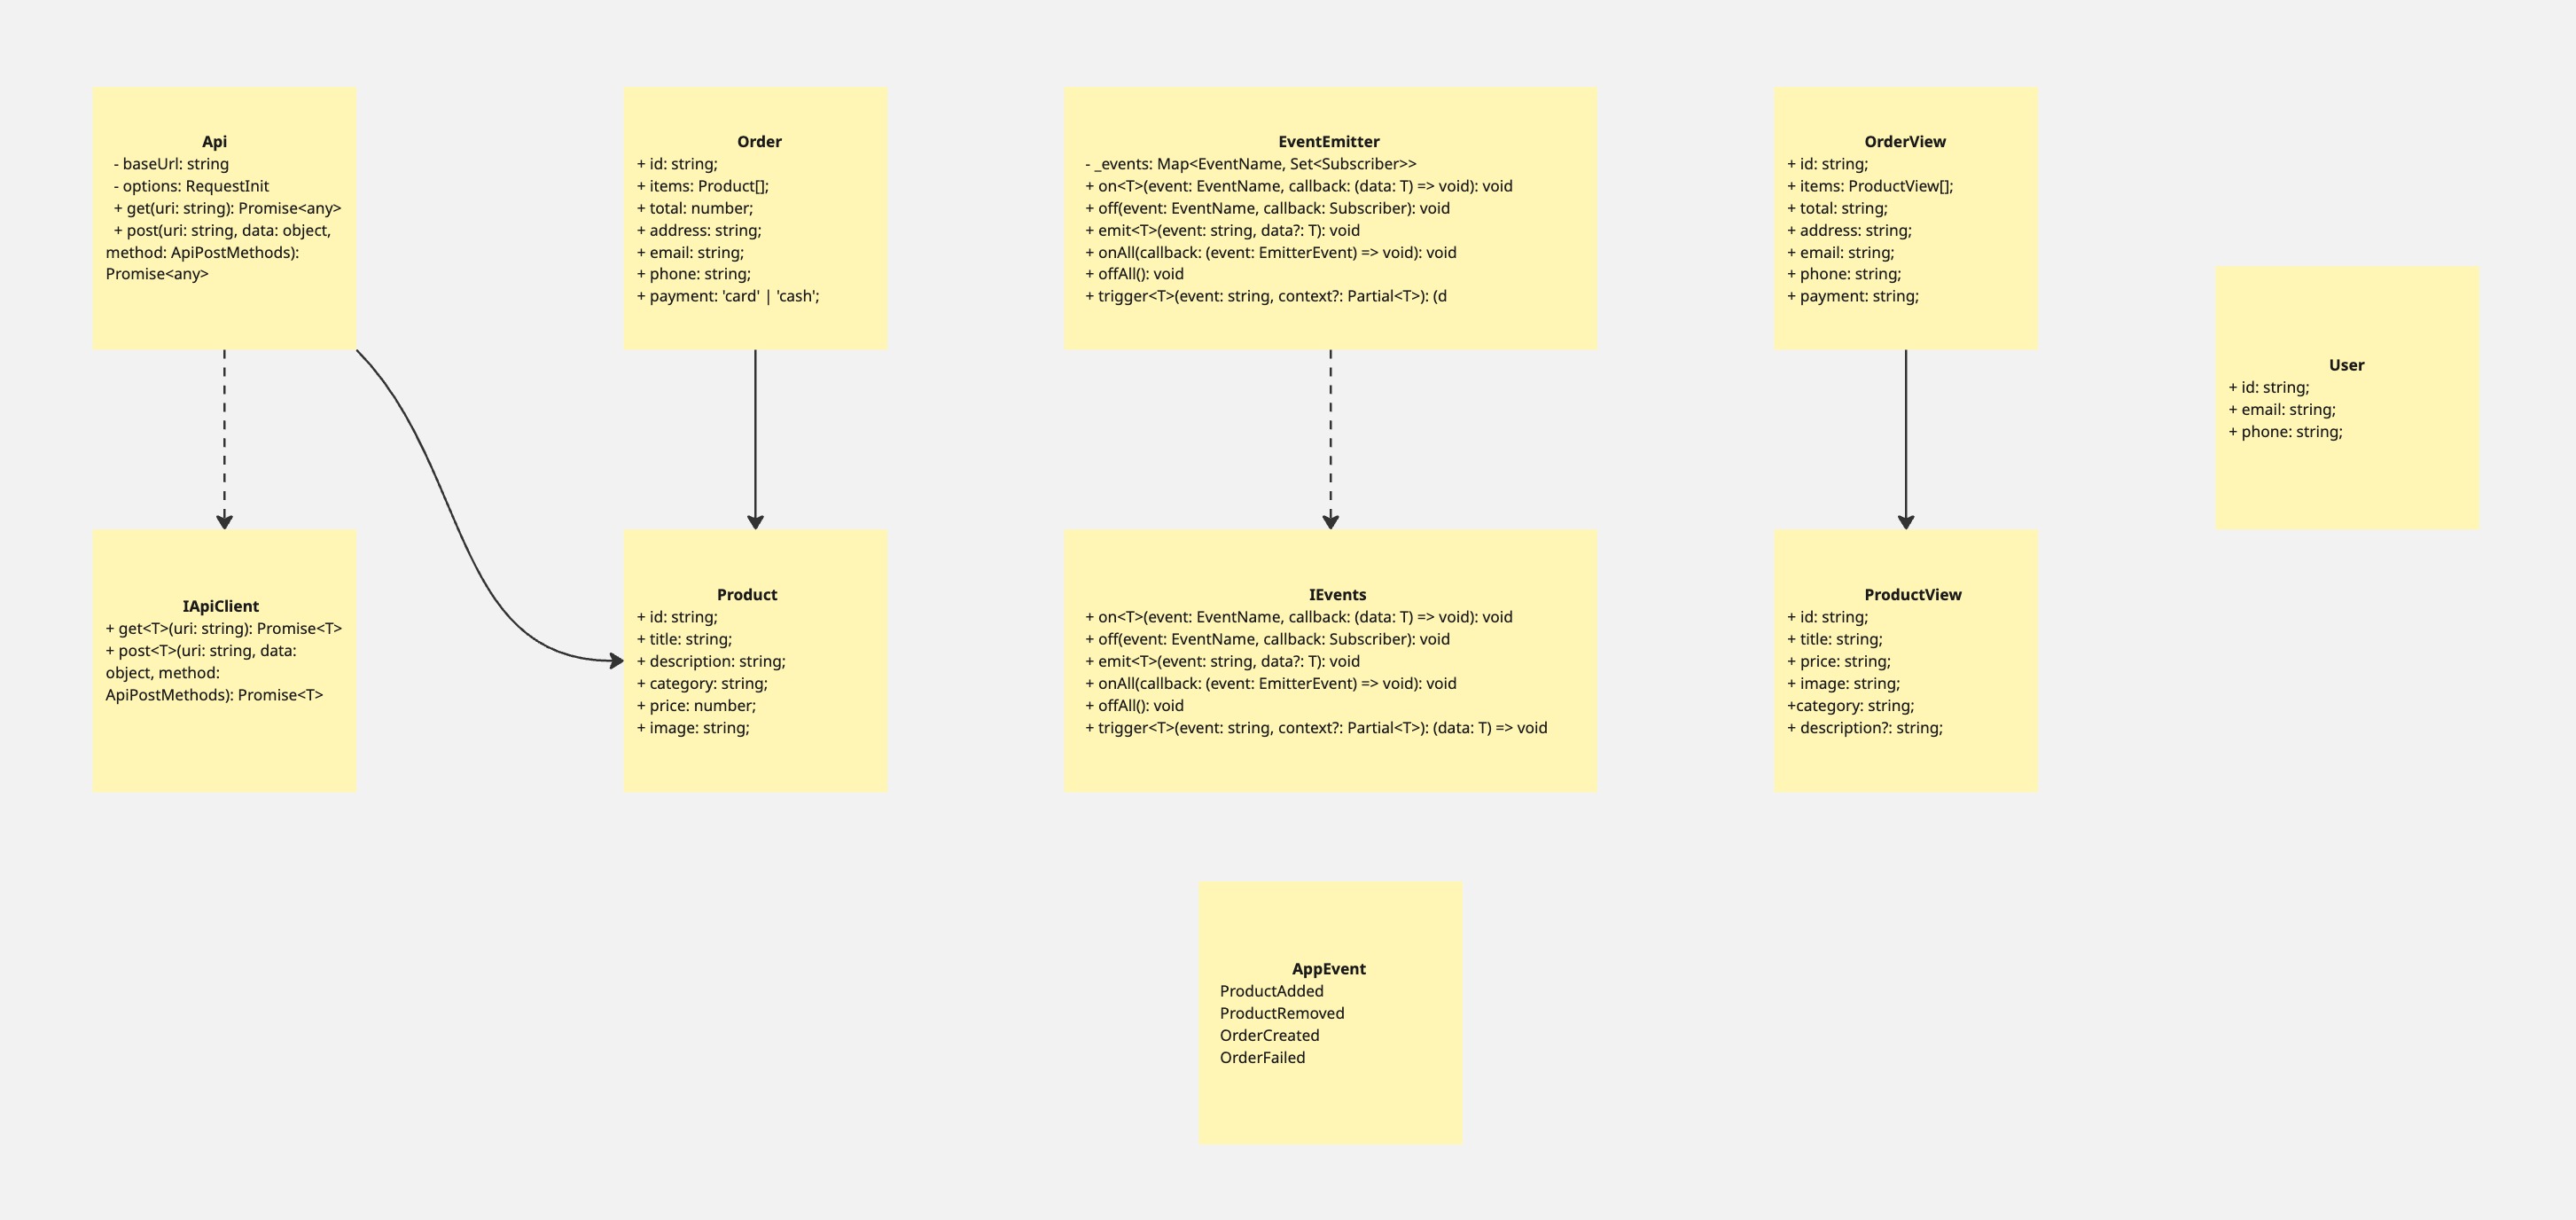 Api
- baseUrl: string
- options: RequestInit
+ get(uri: string): Promise<any>
+ post(uri: string, data: object,
method: ApiPostMethods):
Promise<any>
Order
+ id: string;
+ items: Product[];
+ total: number;
+ address: string;
+ email: string;
+ phone: string;
+ payment: 'card' | 'cash';
EventEmitter
- _events: Map<EventName, Set<Subscriber>>
+ on<T>(event: EventName, callback: (data: T) => void): void
+ off(event: EventName, callback: Subscriber): void
+ emit<T>(event: string, data?: T): void
+ onAll(callback: (event: EmitterEvent) => void): void
+ offAll(): void
+ trigger<T>(event: string, context?: Partial<T>): (d
OrderView
+ id: string;
+ items: ProductView[];
+ total: string;
+ address: string;
+ email: string;
+ phone: string;
+ payment: string;
User
+ id: string;
+ email: string;
+ phone: string;
IApiClient
+ get<T>(uri: string): Promise<T>
+ post<T>(uri: string, data:
object, method:
ApiPostMethods): Promise<T>
Product
+ id: string;
+ title: string;
+ description: string;
+ category: string;
+ price: number;
+ image: string;
IEvents
+ on<T>(event: EventName, callback: (data: T) => void): void
+ off(event: EventName, callback: Subscriber): void
+ emit<T>(event: string, data?: T): void
+ onAll(callback: (event: EmitterEvent) => void): void
+ offAll(): void
+ trigger<T>(event: string, context?: Partial<T>): (data: T) => void
ProductView
+ id: string;
+ title: string;
+ price: string;
+ image: string;
+category: string;
+ description?: string;
AppEvent
ProductAdded
ProductRemoved
OrderCreated
OrderFailed